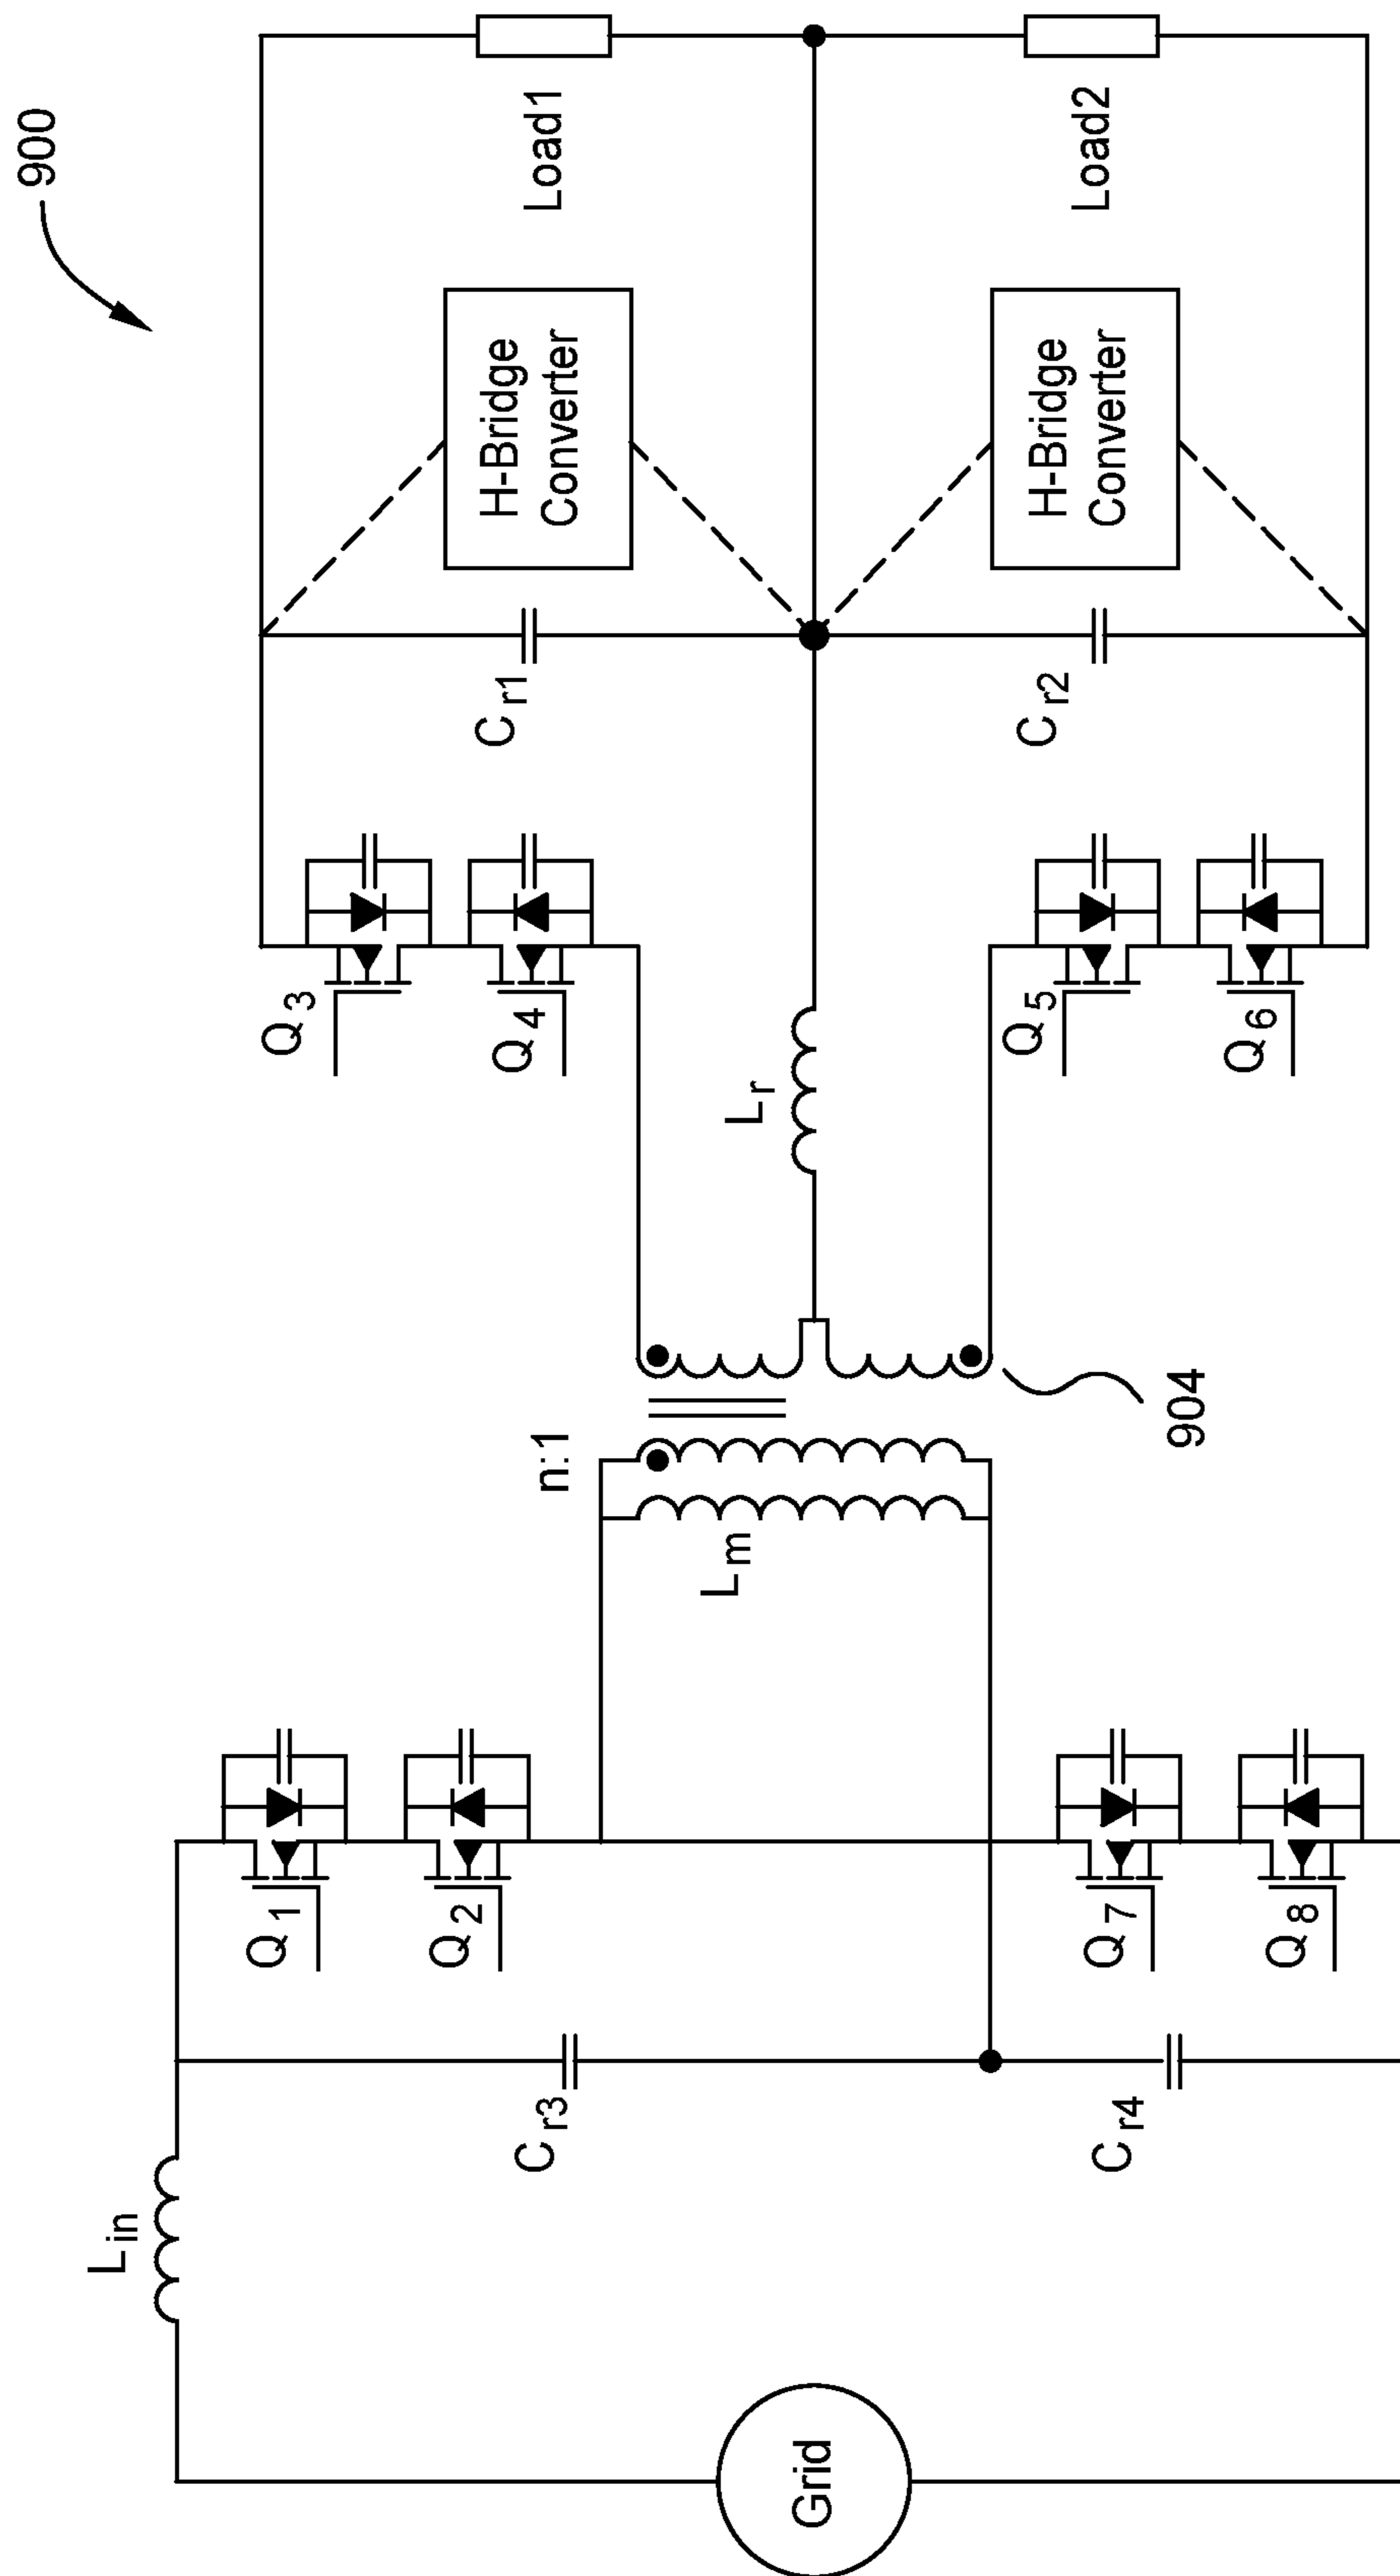 900
Load1
Load2
H-Bridge
Converter
H-Bridge
Converter
Cr1
Cr2
Q3
Q4
Q5
Q6
Lr
n:1
904
Lm
Q1
Q2
Q7
Q8
Cr3
Cr4
Lin
Grid